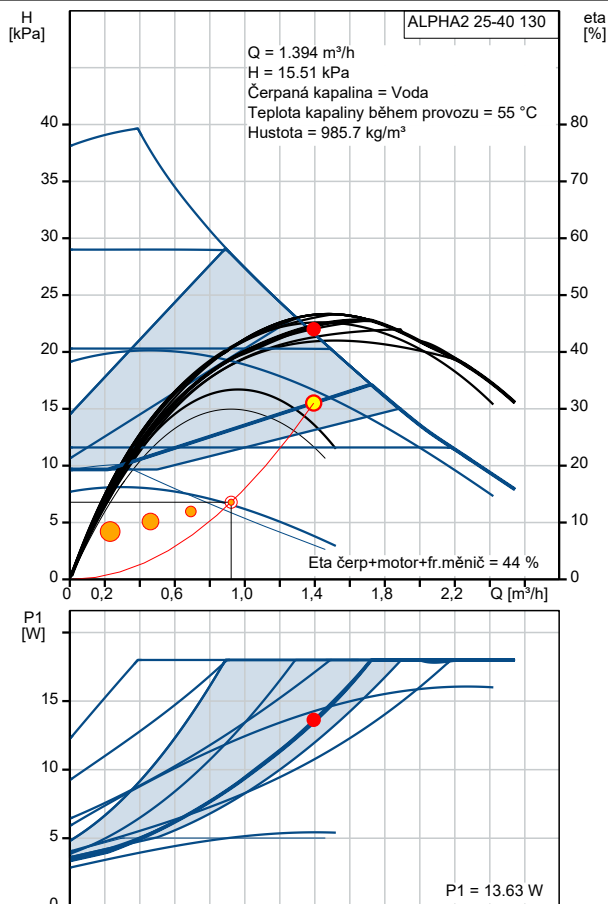 H
[kPa]
ALPHA2 25-40 130
eta
[%]
Q = 1.394 m³/h
H = 15.51 kPa
Čerpaná kapalina = Voda
Teplota kapaliny během provozu = 55 °C
Hustota = 985.7 kg/m³
40
35
30
25
20
15
10
5
0
80
70
60
50
40
30
20
10
0
Eta čerp+motor+fr.měnič = 44 %
0 0,2 0,6 1,0 1,4 1,8 2,2 Q [m³/h]
P1
[W]
15
10
5
0
P1 = 13.63 W